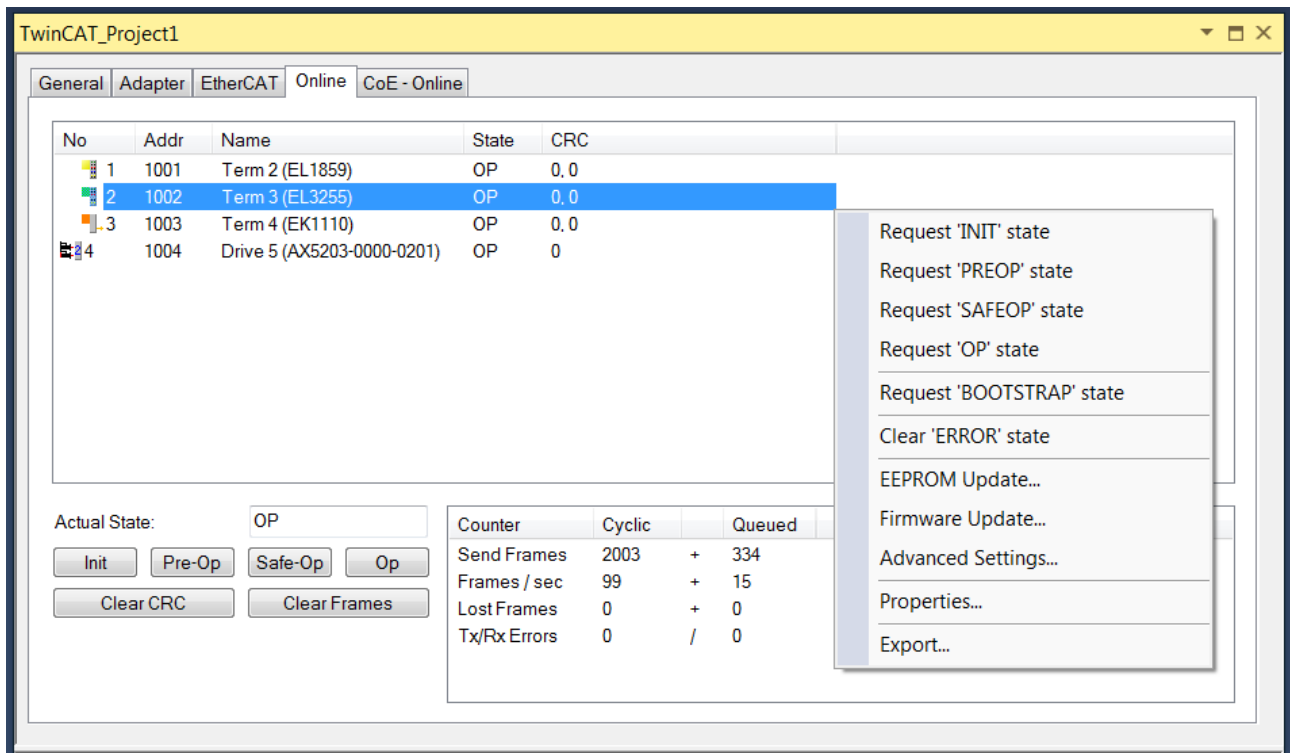 TwinCAT_Project1
General Adapter EtherCAT Online CoE - Online
No Addr Name State CRC
1 1001 Term 2 (EL1859) OP 0, 0
2 1002 Term 3 (EL3255) OP 0, 0
3 1003 Term 4 (EK1110) OP 0, 0
4 1004 Drive 5 (AX5203-0000-0201) OP 0
Request 'INIT' state
Request 'PREOP' state
Request 'SAFEOP' state
Request 'OP' state
Request 'BOOTSTRAP' state
Clear 'ERROR' state
EEPROM Update...
Firmware Update...
Advanced Settings...
Properties...
Export...
Actual State: OP
Init Pre-Op Safe-Op Op
Clear CRC Clear Frames
Counter Cyclic Queued
Send Frames 2003 + 334
Frames / sec 99 + 15
Lost Frames 0 + 0
Tx/Rx Errors 0 / 0